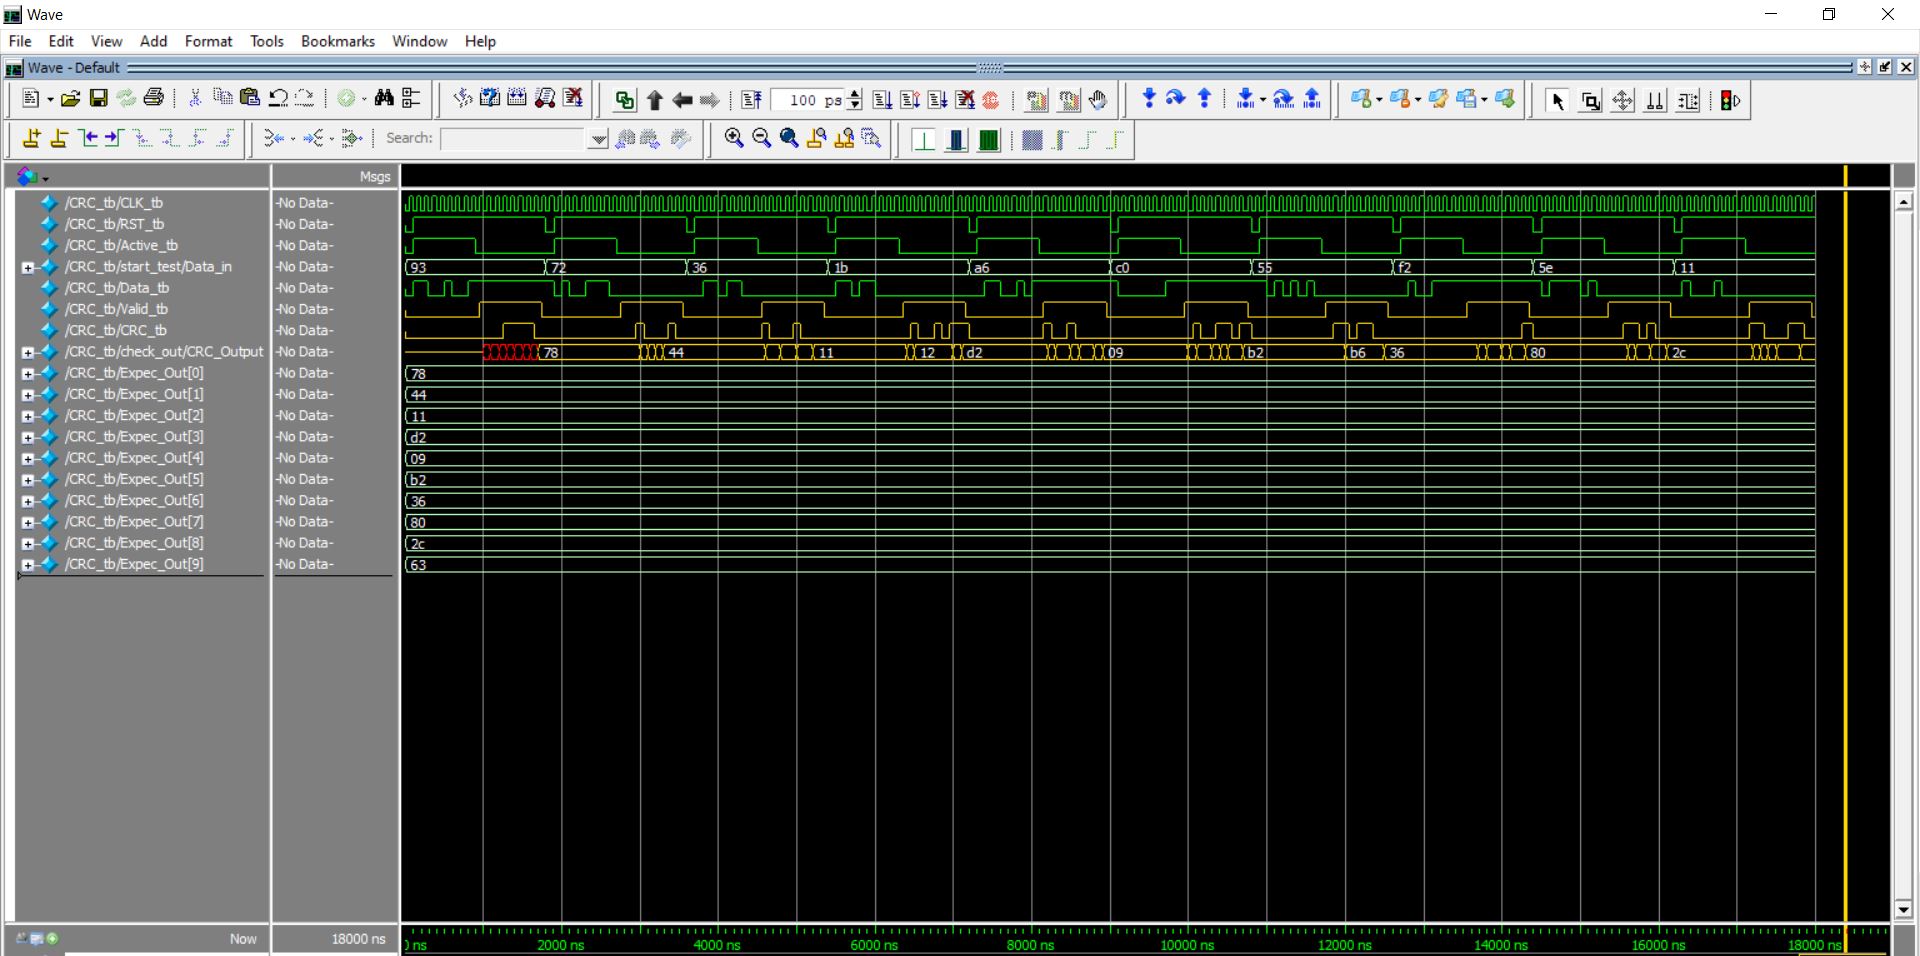 Wave
File Edit View Add Format Tools Bookmarks Window Help
Wave - Default
100 ps
Search:
Msgs
/CRC_tb/CLK_tb -No Data-
/CRC_tb/RST_tb -No Data-
/CRC_tb/Active_tb -No Data-
/CRC_tb/start_test/Data_in -No Data- 93 72 36 1b a6 c0 55 f2 5e 11
/CRC_tb/Data_tb -No Data-
/CRC_tb/Valid_tb -No Data-
/CRC_tb/CRC_tb -No Data-
/CRC_tb/check_out/CRC_Output -No Data- 78 44 11 12 d2 09 b2 b6 36 80 2c
/CRC_tb/Expec_Out[0] -No Data- 78
/CRC_tb/Expec_Out[1] -No Data- 44
/CRC_tb/Expec_Out[2] -No Data- 11
/CRC_tb/Expec_Out[3] -No Data- d2
/CRC_tb/Expec_Out[4] -No Data- 09
/CRC_tb/Expec_Out[5] -No Data- b2
/CRC_tb/Expec_Out[6] -No Data- 36
/CRC_tb/Expec_Out[7] -No Data- 80
/CRC_tb/Expec_Out[8] -No Data- 2c
/CRC_tb/Expec_Out[9] -No Data- 63
Now 18000 ns 0 ns 2000 ns 4000 ns 6000 ns 8000 ns 10000 ns 12000 ns 14000 ns 16000 ns 18000 ns